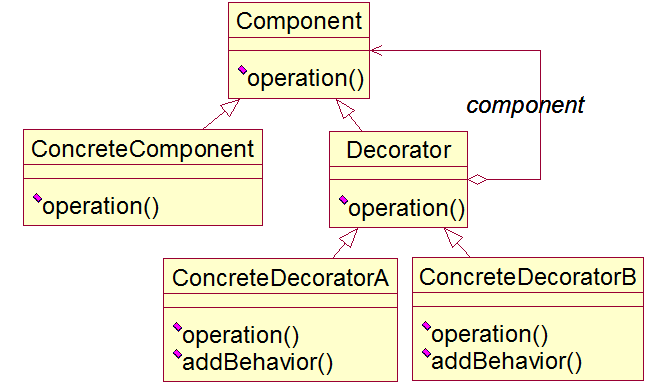 Component
operation()
component
ConcreteComponent
operation()
Decorator
operation()
ConcreteDecoratorA
operation()
addBehavior()
ConcreteDecoratorB
operation()
addBehavior()